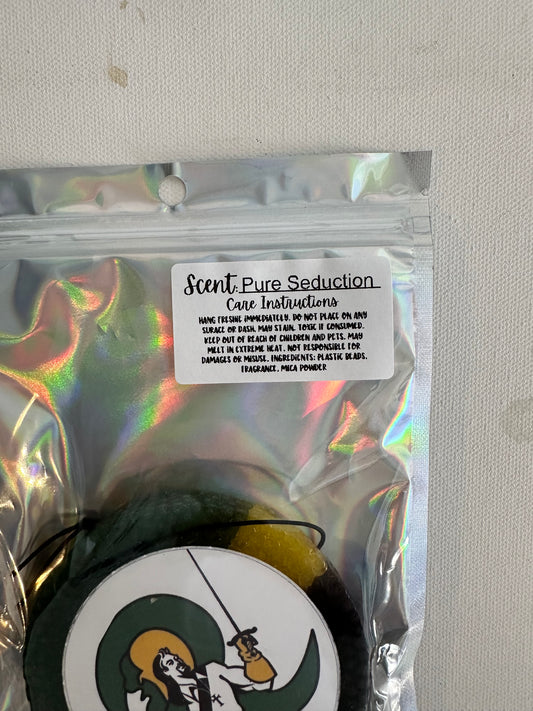 Scent: Pure Seduction
Care Instructions
HANG FRESHIE IMMEDIATELY. DO NOT PLACE ON ANY
SURACE OR DASH. MAY STAIN. TOXIC IF CONSUMED.
KEEP OUT OF REACH OF CHILDREN AND PETS. MAY
MELT IN EXTREME HEAT. NOT RESPONSIBLE FOR
DAMAGES OR MISUSE. INGREDIENTS: PLASTIC BEADS,
FRAGRANCE, MICA POWDER